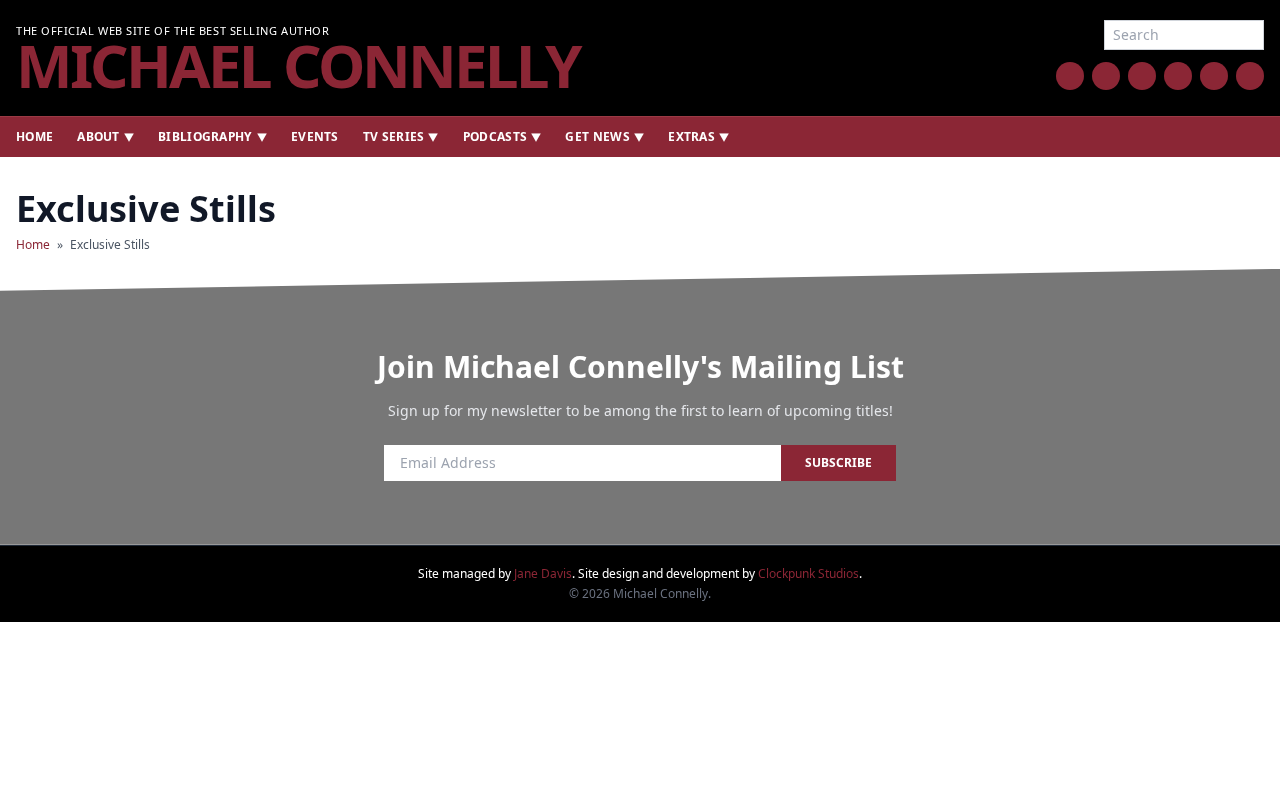 THE OFFICIAL WEB SITE OF THE BEST SELLING AUTHOR
MICHAEL CONNELLY
Search
HOME ABOUT ▼ BIBLIOGRAPHY ▼ EVENTS TV SERIES ▼ PODCASTS ▼ GET NEWS ▼ EXTRAS ▼
Exclusive Stills
Home » Exclusive Stills
Join Michael Connelly's Mailing List
Sign up for my newsletter to be among the first to learn of upcoming titles!
Email Address SUBSCRIBE
Site managed by Jane Davis. Site design and development by Clockpunk Studios.
© 2026 Michael Connelly.